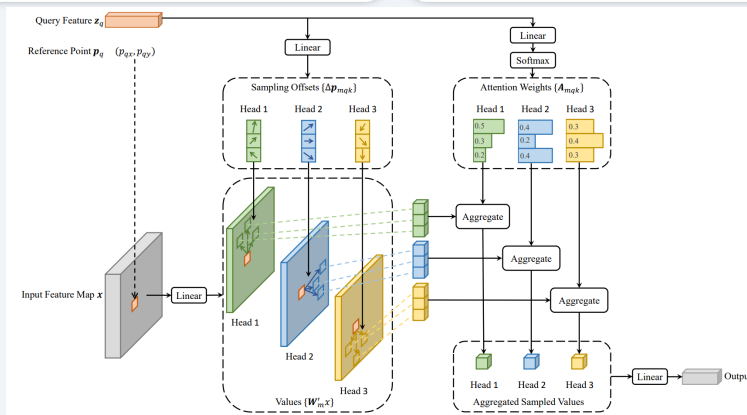 Query Feature z_q
Linear
Linear
Reference Point p_q (p_qx, p_qy)
Softmax
Sampling Offsets {Δp_mqk}
Attention Weights {A_mqk}
Head 1 Head 2 Head 3
Head 1 Head 2 Head 3
0.5 0.4 0.3
0.3 0.2 0.4
0.2 0.4 0.3
Aggregate
Aggregate
Input Feature Map x
Linear
Aggregate
Head 1
Head 2
Head 3
Values {W'_m x}
Head 1 Head 2 Head 3
Aggregated Sampled Values
Linear
Output